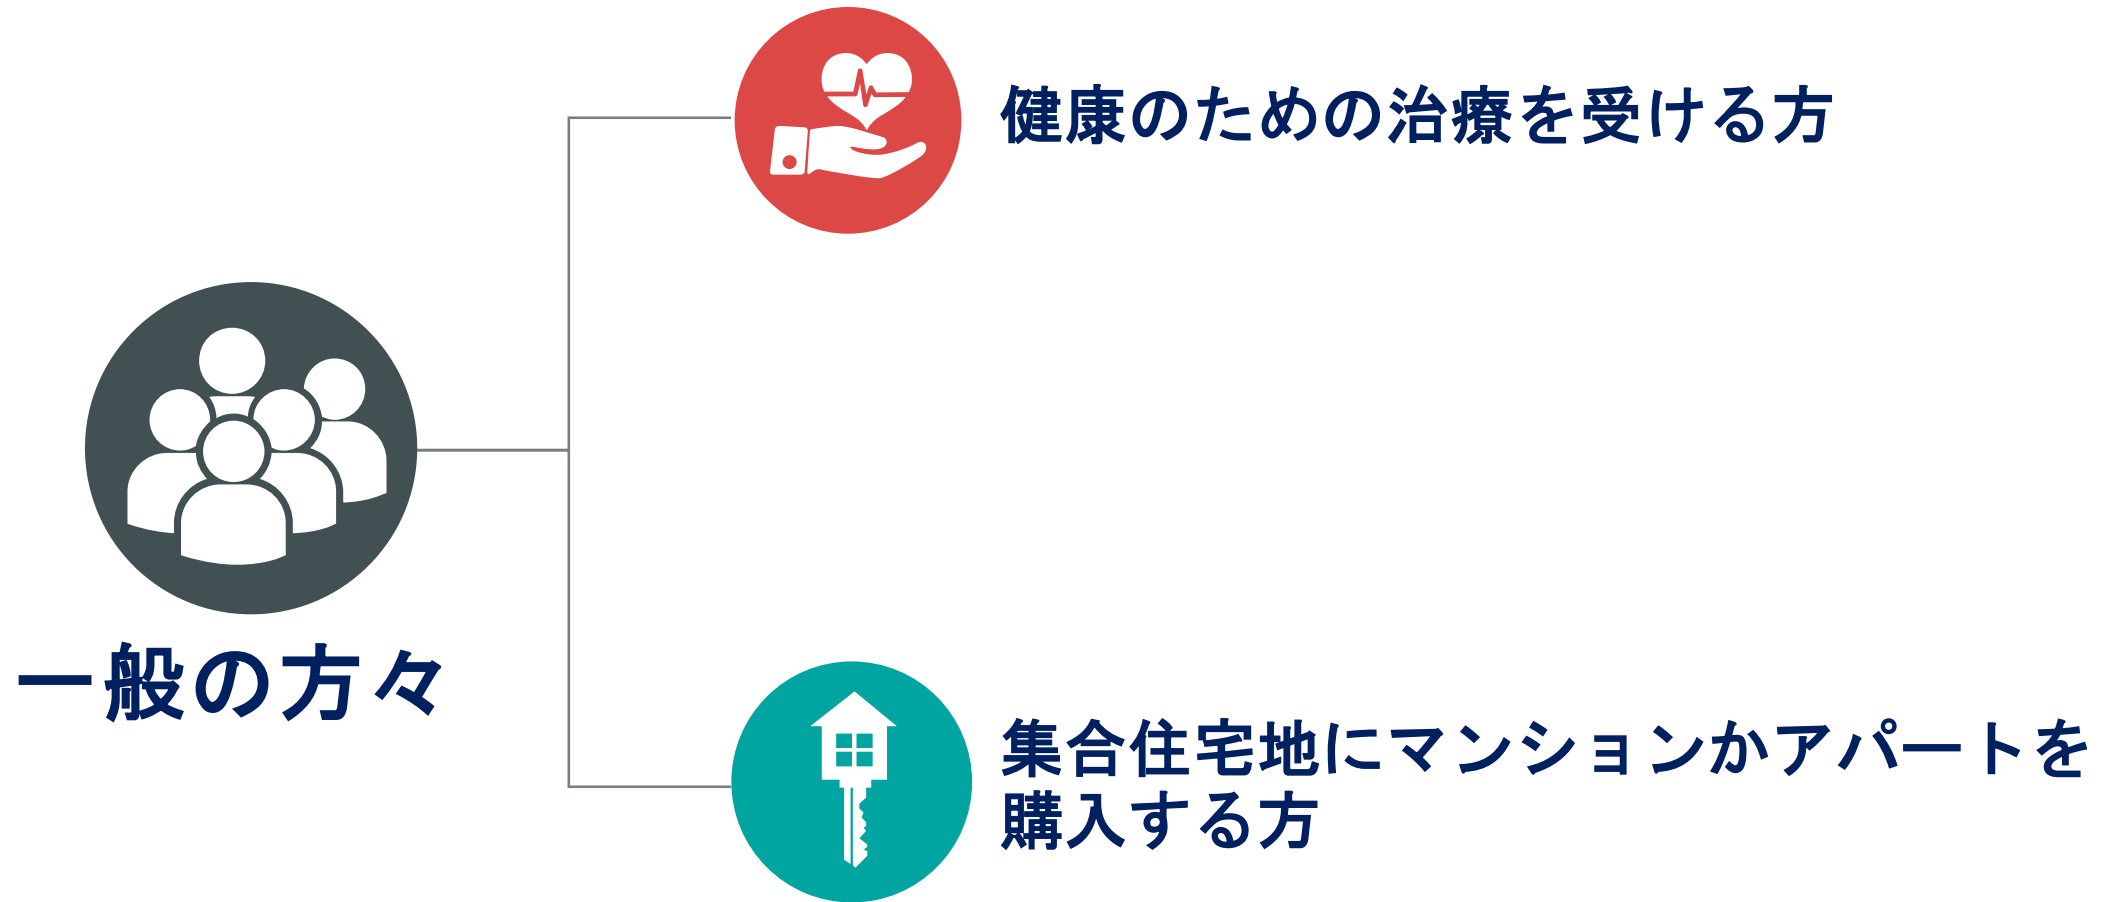 健康のための治療を受ける方
一般の方々
集合住宅地にマンションかアパートを
購入する方